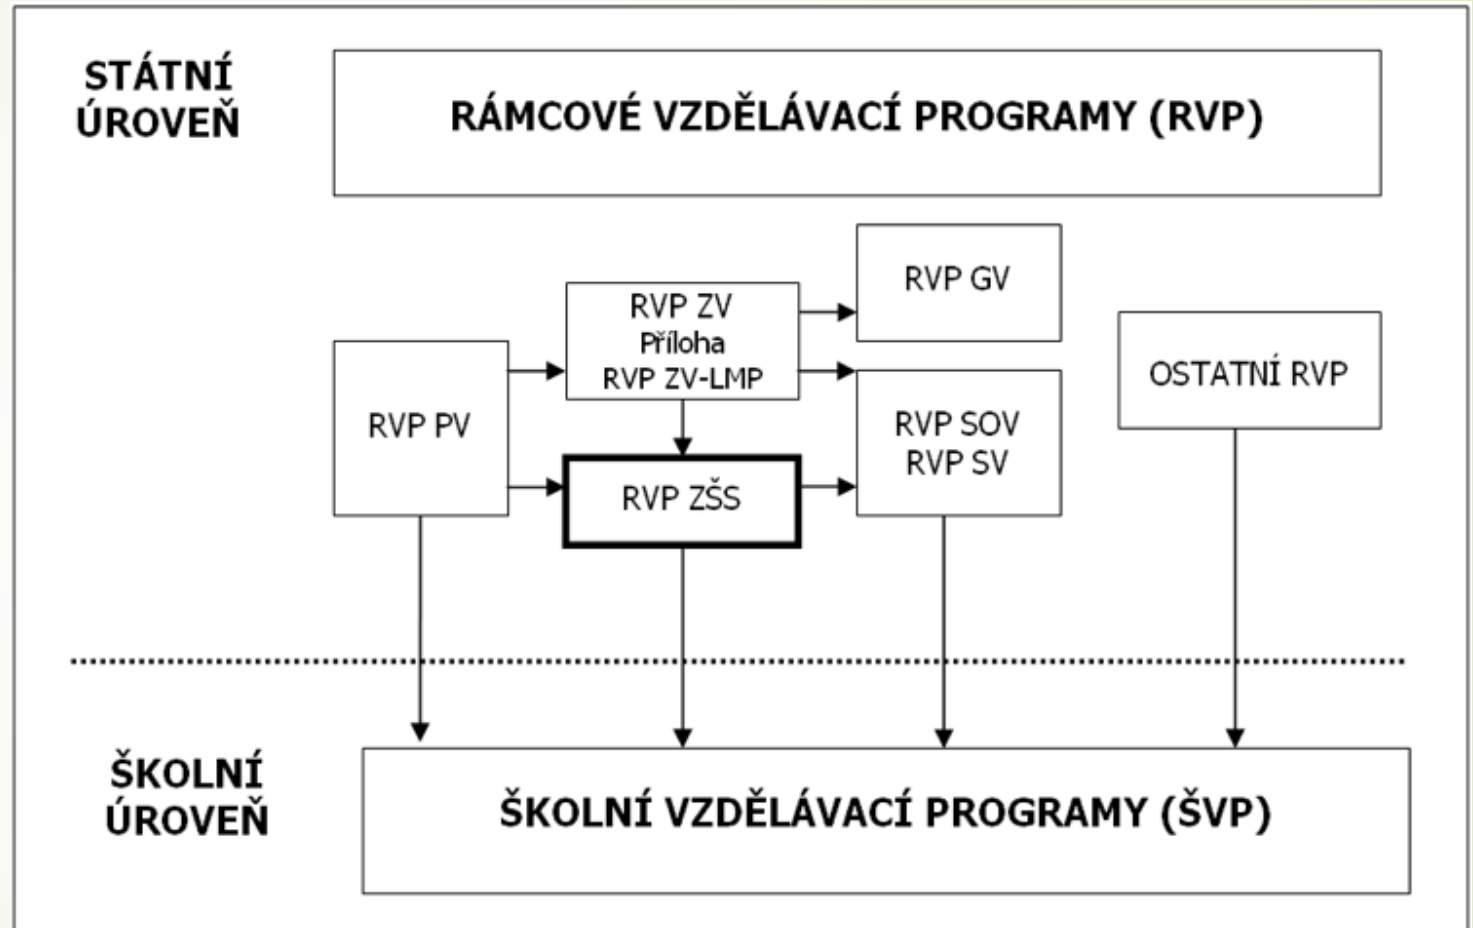 STÁTNÍ
ÚROVEŇ
RÁMCOVÉ VZDĚLÁVACÍ PROGRAMY (RVP)
RVP GV
RVP ZV
Příloha
RVP ZV-LMP
OSTATNÍ RVP
RVP PV
RVP SOV
RVP SV
RVP ZŠS
ŠKOLNÍ
ÚROVEŇ
ŠKOLNÍ VZDĚLÁVACÍ PROGRAMY (ŠVP)